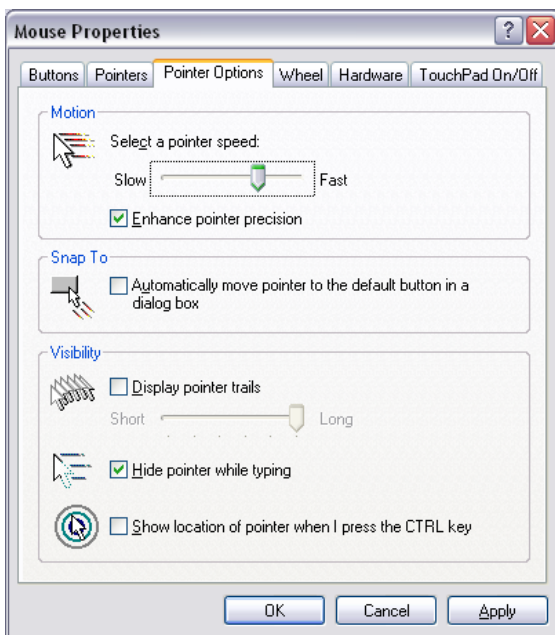 Mouse Properties
?
X
Buttons Pointers Pointer Options Wheel Hardware TouchPad On/Off
Motion
Select a pointer speed:
Slow Fast
Enhance pointer precision
Snap To
Automatically move pointer to the default button in a
dialog box
Visibility
Display pointer trails
Short Long
Hide pointer while typing
Show location of pointer when I press the CTRL key
OK Cancel Apply